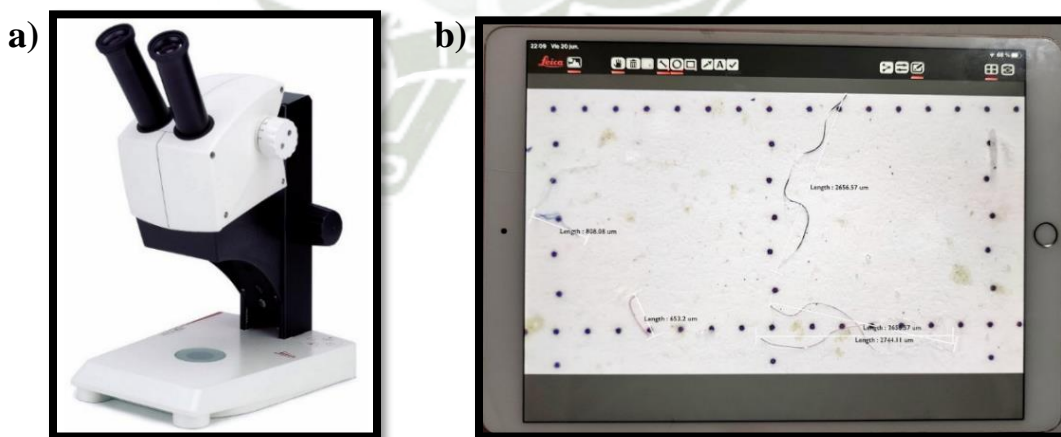 a)
b)
22:09 Vie 20 jun.
Leica
A
Length : 2656.57 um
Length : 808.08 um
Length : 653.2 um
Length : 2744.11 um
Leica